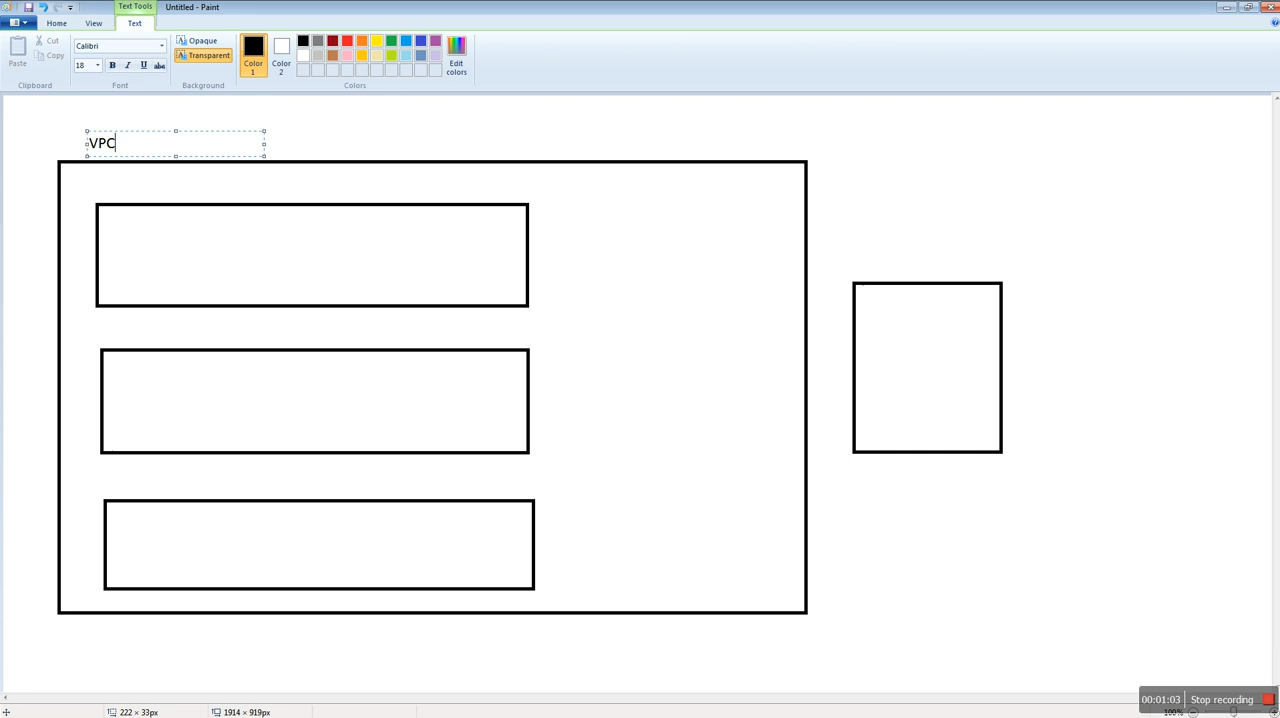 Text Tools
Untitled - Paint
Home
View
Text
Paste
Cut
Copy
Clipboard
Calibri
18
B I U abc
Font
Opaque
Transparent
Background
Color 1
Color 2
Edit colors
Colors
VPC
00:01:03
Stop recording
222 × 33px
1914 × 919px
100%